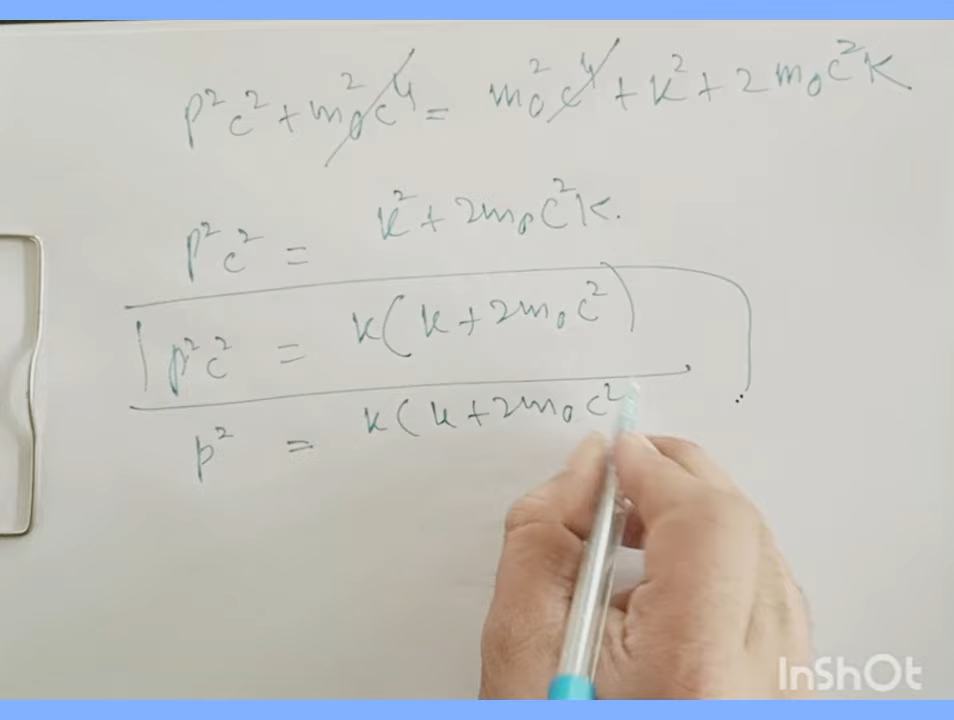 p²c² + m₀²c⁴ = m₀²c⁴ + k² + 2m₀c²k
p²c² = k² + 2m₀c²k.
p²c² = k(k + 2m₀c²)
p² = k(k + 2m₀c²
InShOt